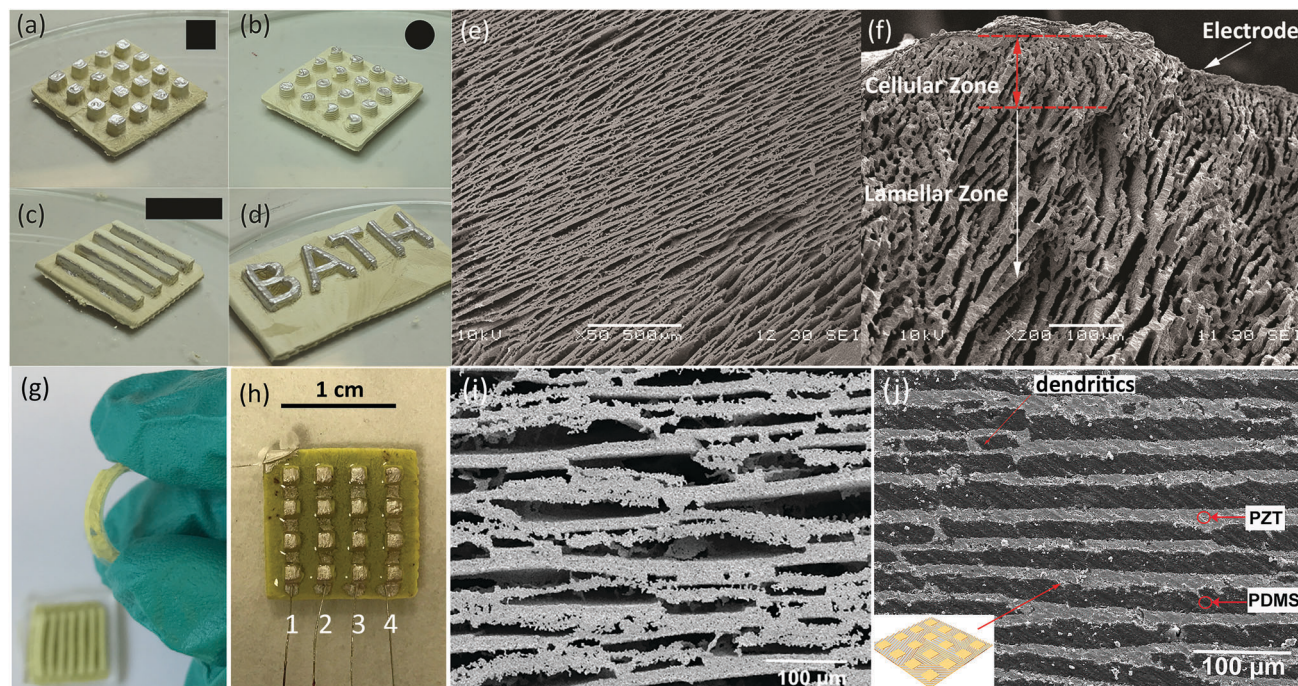 (a)
(b)
(c)
(d)
BATH
(e)
10kV X50 500μm 12 30 SEI
(f)
Electrode
Cellular Zone
Lamellar Zone
10kV X200 100μm 11 30 SEI
(g)
(h)
1 cm
1 2 3 4
(i)
100 μm
(j)
dendritics
PZT
PDMS
100 μm